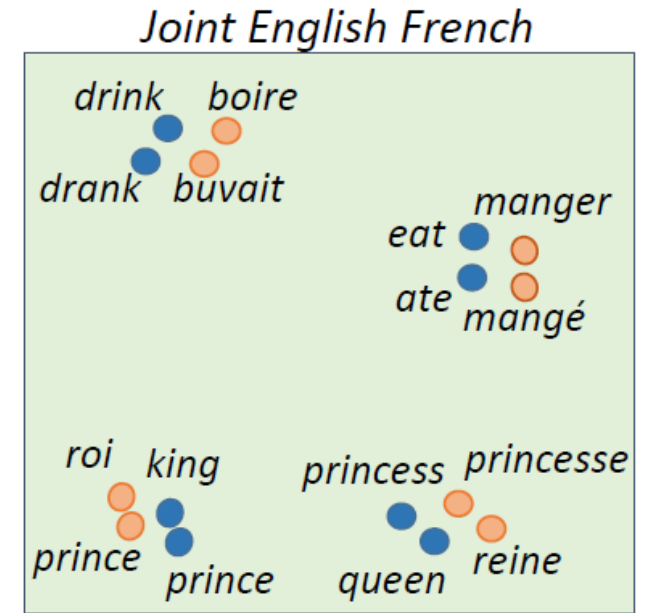 Joint English French
drink boire
drank buvait
manger
eat
ate
mangé
roi king
prince
prince
princess princesse
queen reine